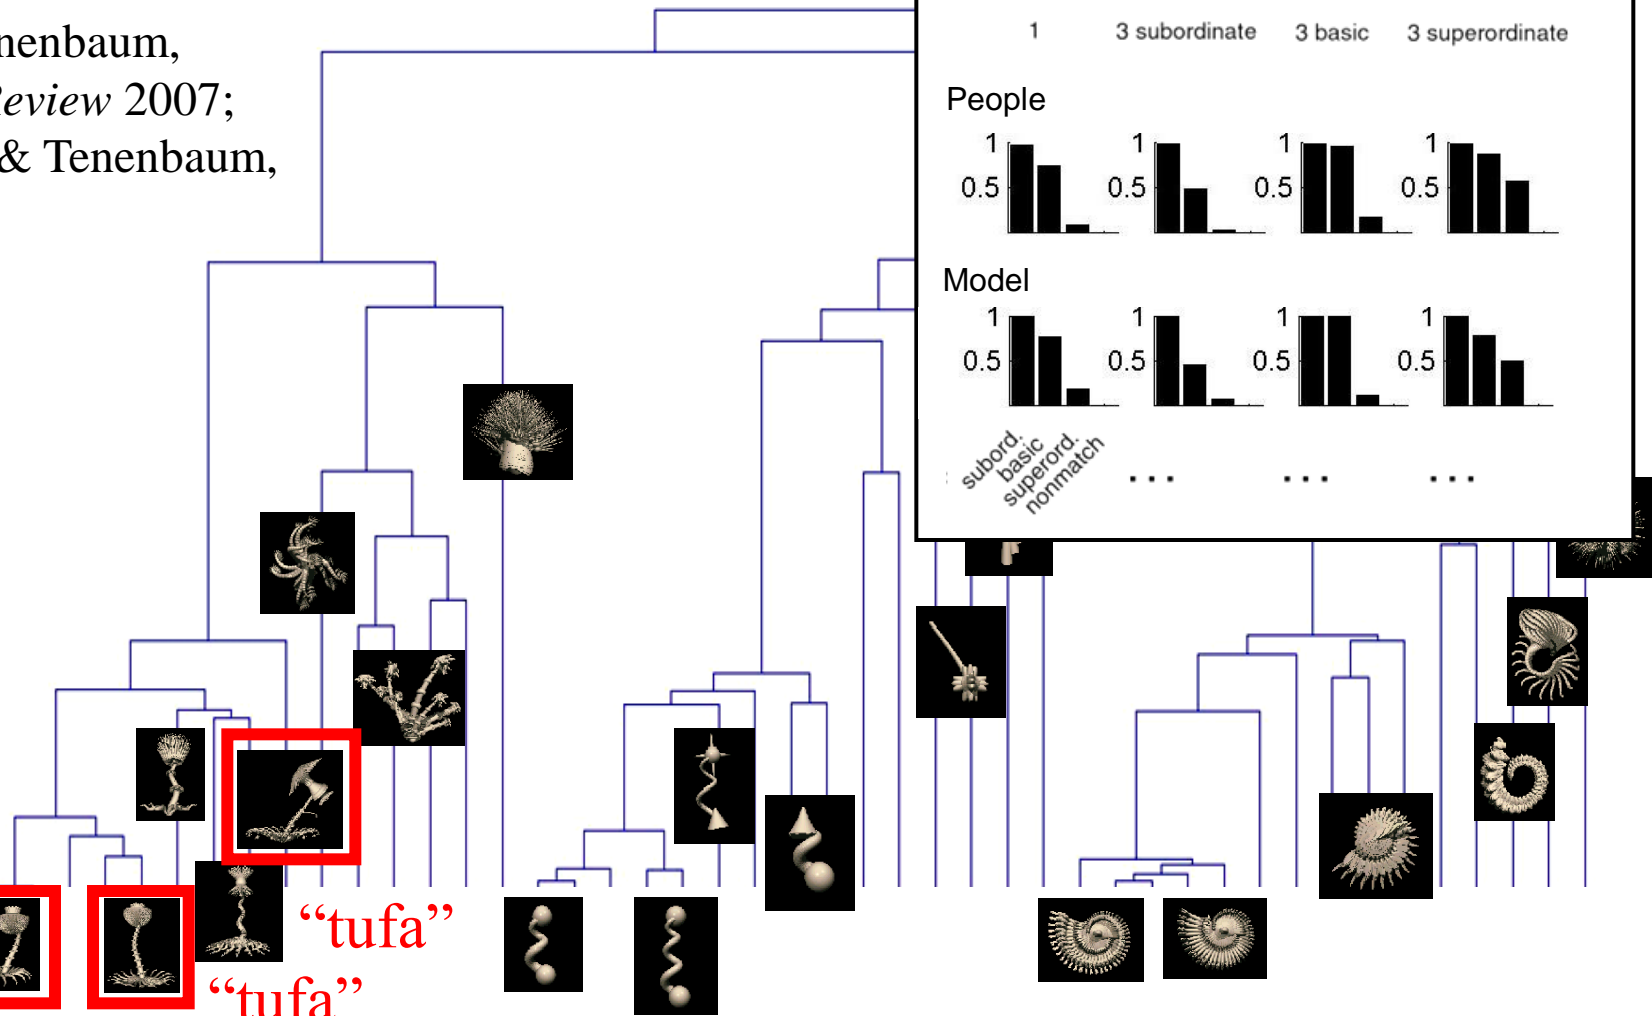 nenbaum,
Review 2007;
& Tenenbaum,
1 3 subordinate 3 basic 3 superordinate
People
1 1 1 1
0.5 0.5 0.5 0.5
Model
1 1 1 1
0.5 0.5 0.5 0.5
subord.
basic
superord.
nonmatch
... ... ...
“tufa”
“tufa”